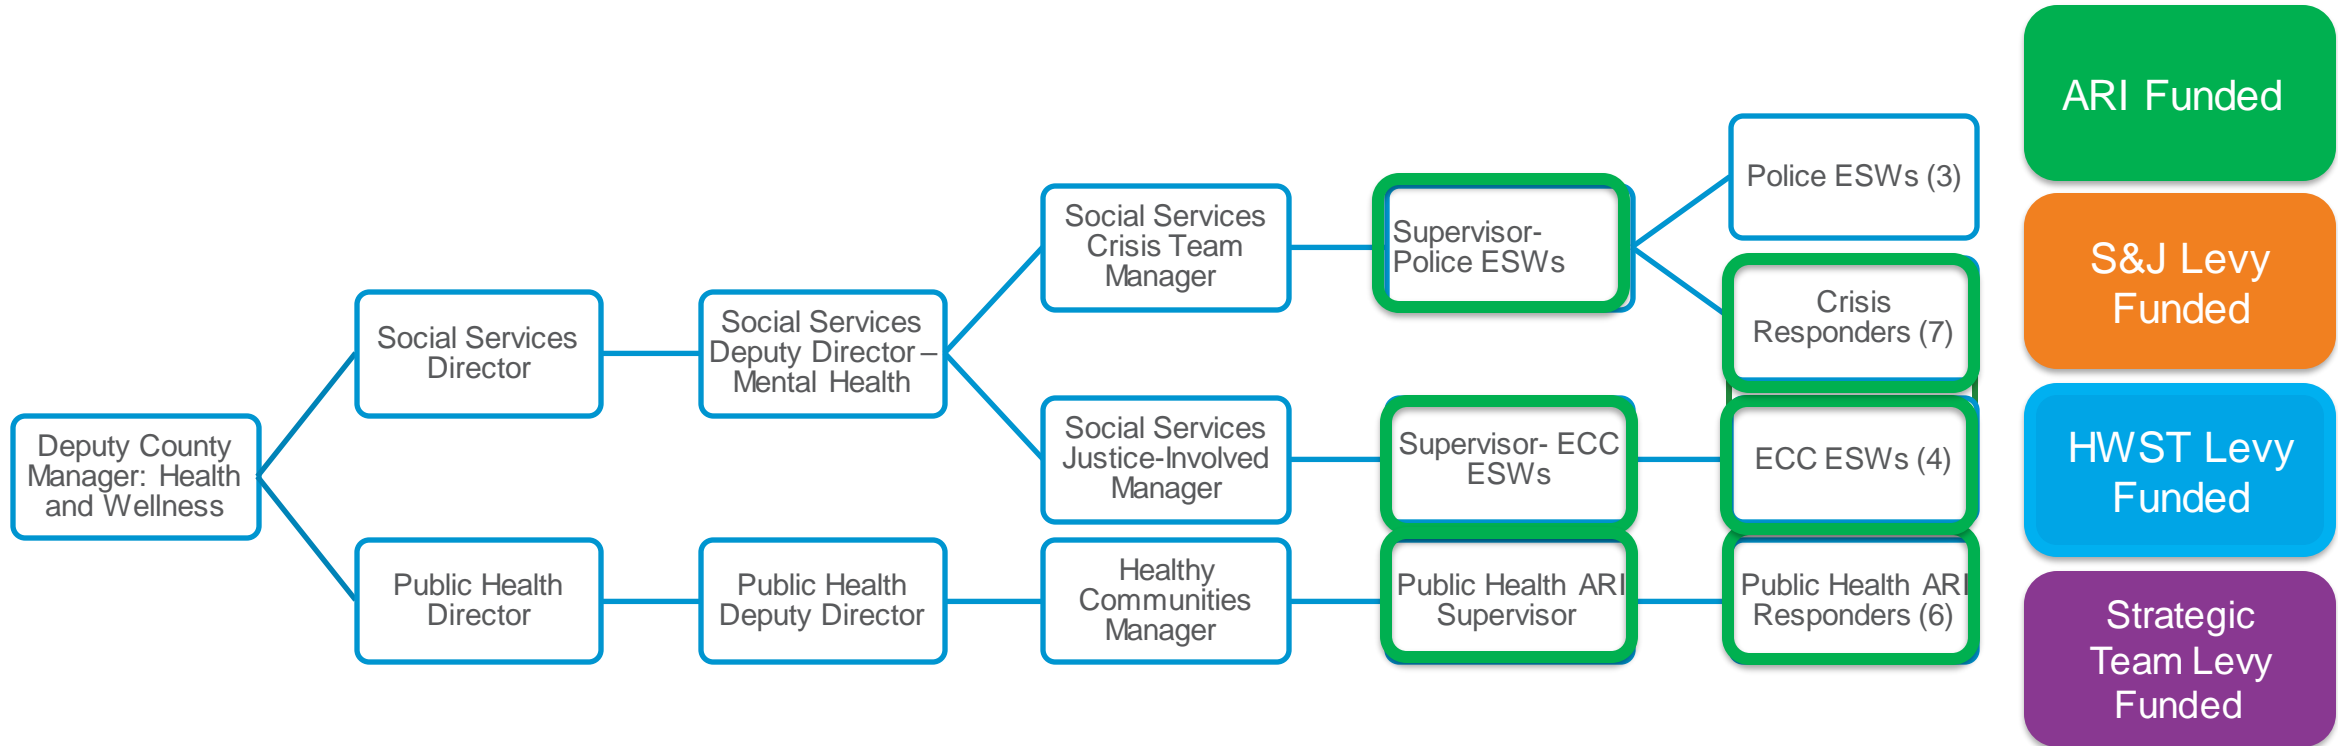 Deputy County
Manager: Health
and Wellness
Social Services
Director
Social Services
Deputy Director –
Mental Health
Social Services
Crisis Team
Manager
Supervisor-
Police ESWs
Police ESWs (3)
Crisis
Responders (7)
Social Services
Justice-Involved
Manager
Supervisor- ECC
ESWs
ECC ESWs (4)
Public Health
Director
Public Health
Deputy Director
Healthy
Communities
Manager
Public Health ARI
Supervisor
Public Health ARI
Responders (6)
ARI Funded
S&J Levy
Funded
HWST Levy
Funded
Strategic
Team Levy
Funded